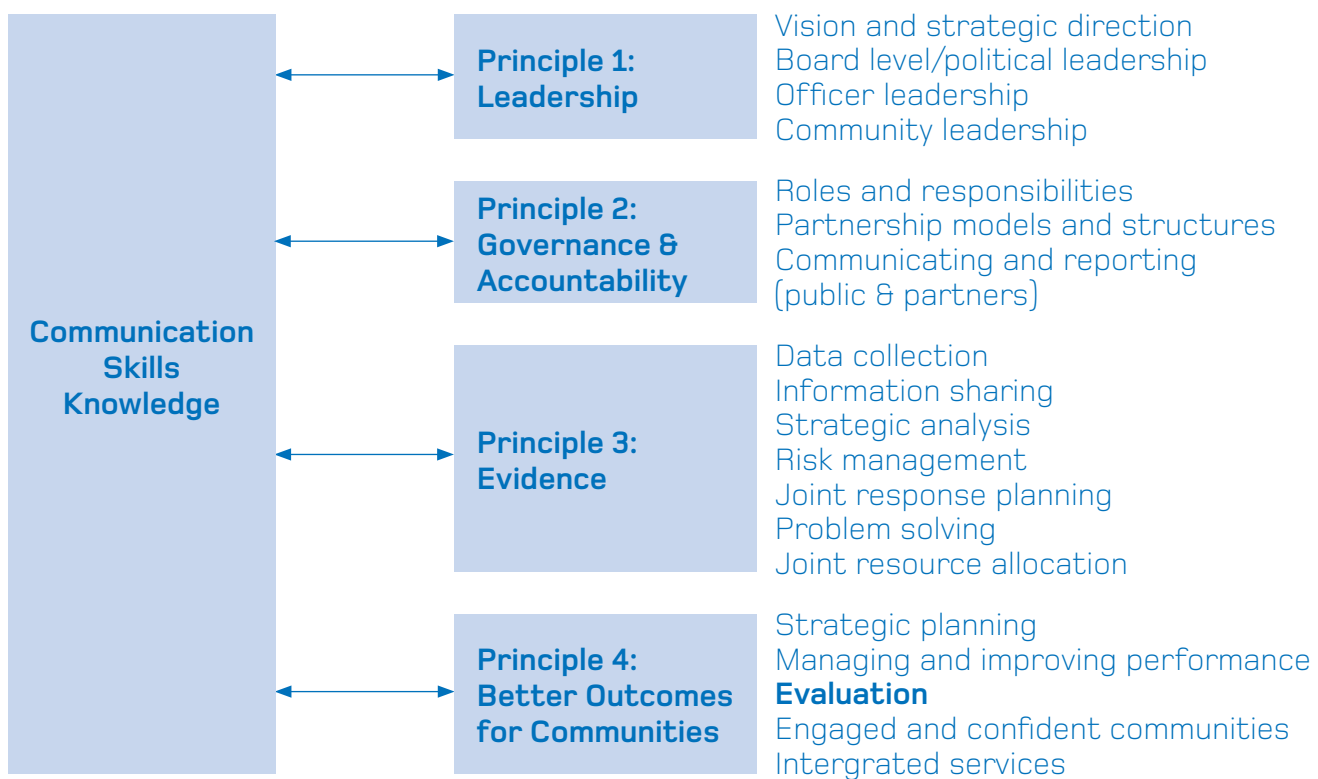 Communication
Skills
Knowledge
Principle 1:
Leadership
Vision and strategic direction
Board level/political leadership
Officer leadership
Community leadership
Principle 2:
Governance &
Accountability
Roles and responsibilities
Partnership models and structures
Communicating and reporting
(public & partners)
Principle 3:
Evidence
Data collection
Information sharing
Strategic analysis
Risk management
Joint response planning
Problem solving
Joint resource allocation
Principle 4:
Better Outcomes
for Communities
Strategic planning
Managing and improving performance
Evaluation
Engaged and confident communities
Intergrated services